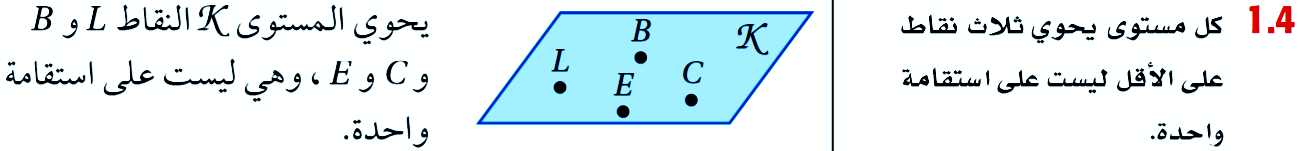 1.4 كل مستوى يحوي ثلاث نقاط
على الأقل ليست على استقامة
واحدة.
K
B
L
C
E
يحوي المستوى K النقاط L و B
و C و E ، وهي ليست على استقامة
واحدة.